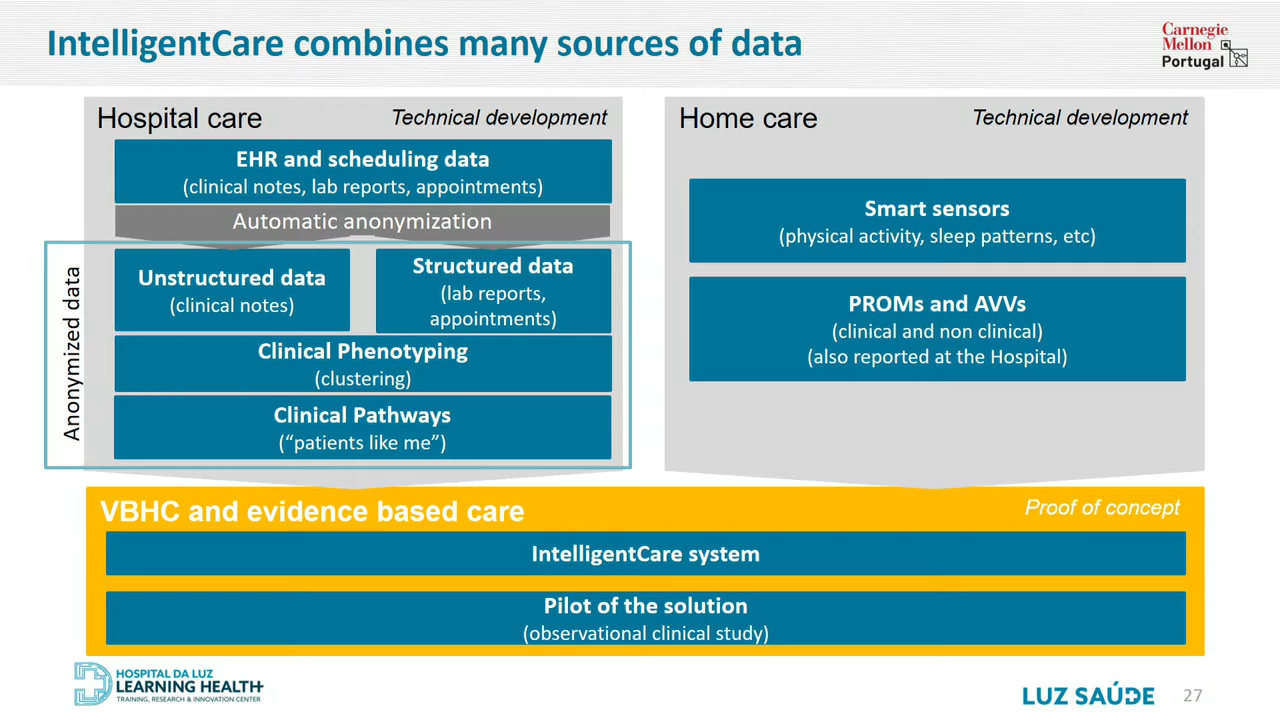 IntelligentCare combines many sources of data
Carnegie
Mellon
Portugal
Hospital care
Technical development
EHR and scheduling data
(clinical notes, lab reports, appointments)
Automatic anonymization
Anonymized data
Unstructured data
(clinical notes)
Structured data
(lab reports,
appointments)
Clinical Phenotyping
(clustering)
Clinical Pathways
(“patients like me”)
Home care
Technical development
Smart sensors
(physical activity, sleep patterns, etc)
PROMs and AVVs
(clinical and non clinical)
(also reported at the Hospital)
VBHC and evidence based care
Proof of concept
IntelligentCare system
Pilot of the solution
(observational clinical study)
HOSPITAL DA LUZ
LEARNING HEALTH
TRAINING, RESEARCH & INNOVATION CENTER
LUZ SAÚDE
27